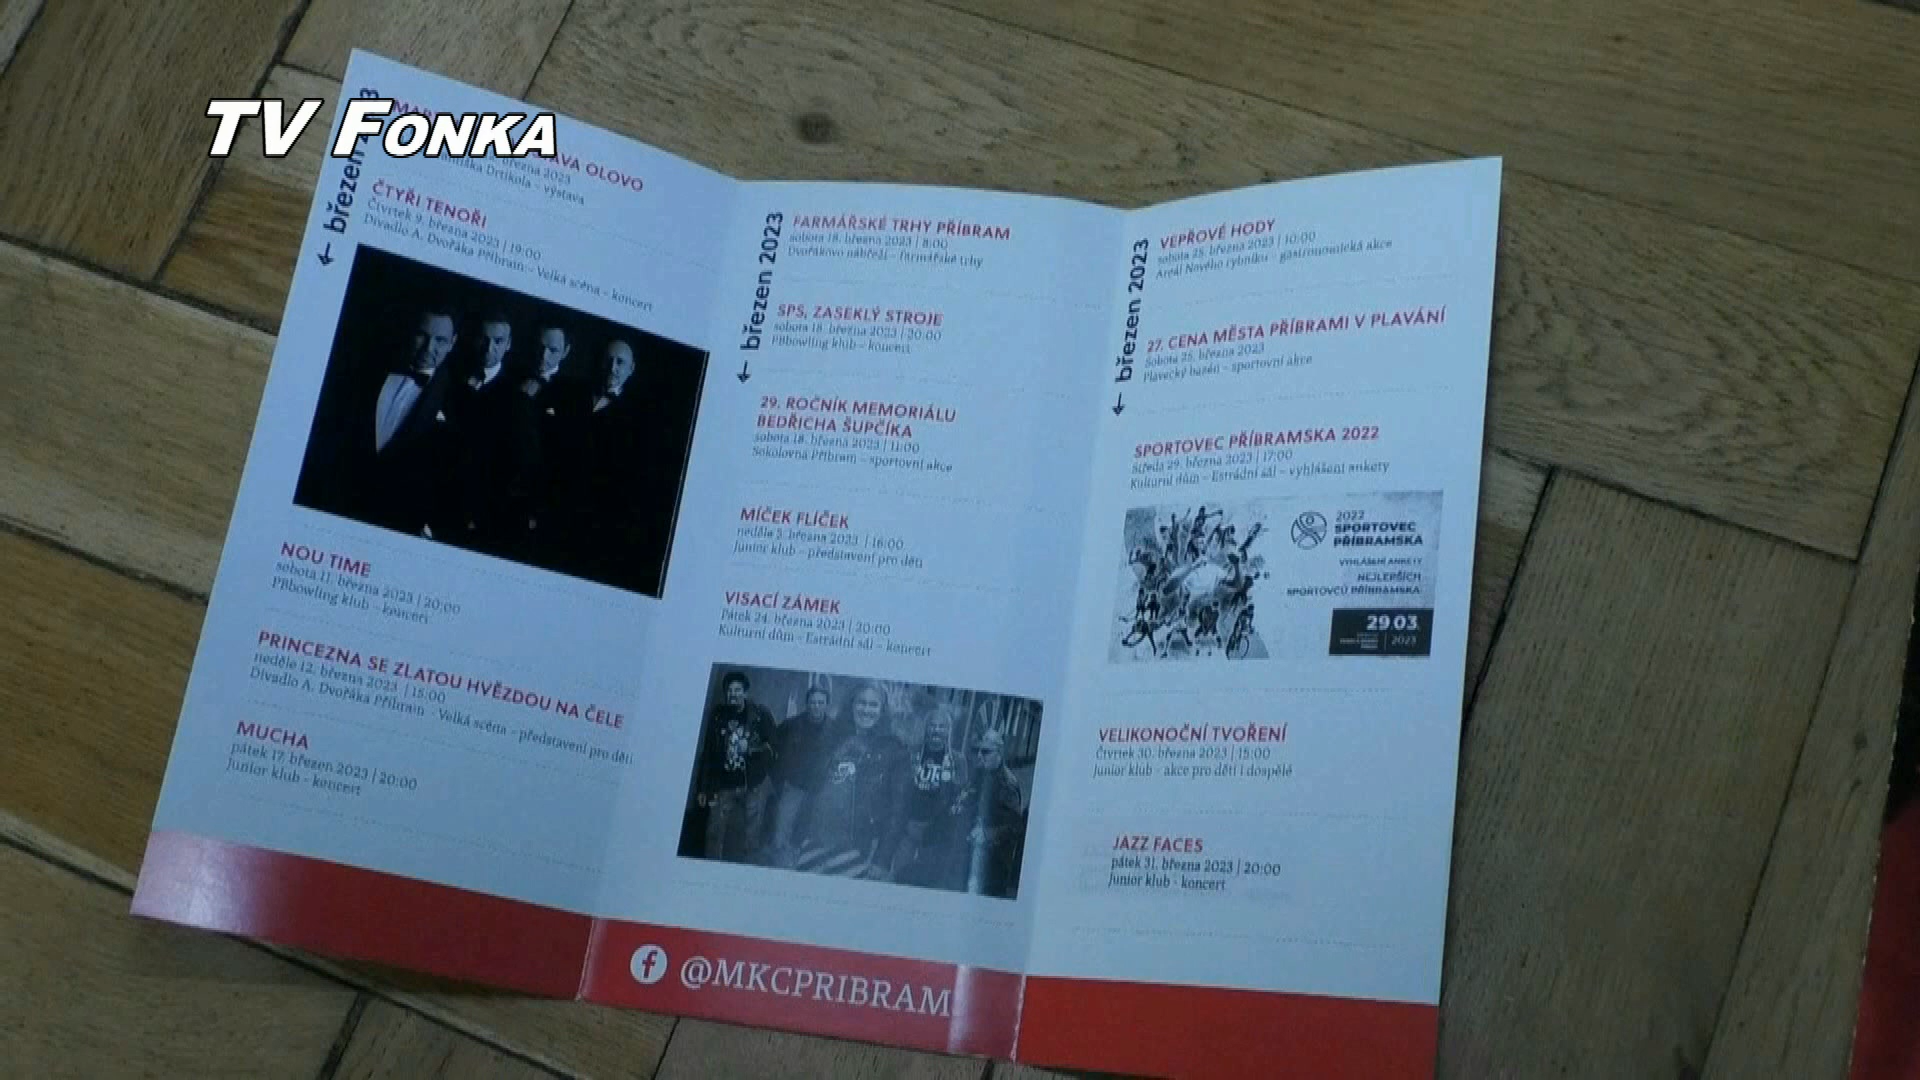 TV FONKA
← březen 2023
AVA OLOVO
března 2023
Drtikola – výstava
ČTYŘI TENOŘI
Čtvrtek 9. března 2023 | 19:00
Divadlo A. Dvořáka Příbram – Velká scéna – koncert
NOU TIME
sobota 11. března 2023 | 20:00
PBbowling klub – koncert
PRINCEZNA SE ZLATOU HVĚZDOU NA ČELE
neděle 12. března 2023 | 15:00
Divadlo A. Dvořáka Příbram - Velká scéna – představení pro děti
MUCHA
pátek 17. březen 2023 | 20:00
Junior klub – koncert
← březen 2023
FARMÁŘSKÉ TRHY PŘÍBRAM
sobota 18. března 2023 | 8:00
Dvořákovo nábřeží – farmářské trhy
SPS, ZASEKLÝ STROJE
sobota 18. března 2023 | 20:00
PBbowling klub – koncert
29. ROČNÍK MEMORIÁLU
BEDŘICHA ŠUPČÍKA
sobota 18. března 2023 | 11:00
Sokolovna Příbram – sportovní akce
MÍČEK FLÍČEK
neděle 5. března 2023 | 16:00
Junior klub – představení pro děti
VISACÍ ZÁMEK
Pátek 24. března 2023 | 20:00
Kulturní dům – Estrádní sál – koncert
@MKCPRIBRAM
← březen 2023
VEPŘOVÉ HODY
sobota 25. března 2023 | 10:00
Areál Nového rybníku – gastronomická akce
27. CENA MĚSTA PŘÍBRAMI V PLAVÁNÍ
Sobota 25. března 2023
Plavecký bazén – sportovní akce
SPORTOVEC PŘÍBRAMSKA 2022
Středa 29. března 2023 | 17:00
Kulturní dům – Estrádní sál – vyhlášení ankety
2022
SPORTOVEC
PŘÍBRAMSKA
VYHLÁŠENÍ ANKETY
NEJLEPŠÍCH
SPORTOVCŮ PŘÍBRAMSKA
29.03.
2023
VELIKONOČNÍ TVOŘENÍ
Čtvrtek 30. března 2023 | 15:00
Junior klub – akce pro děti i dospělé
JAZZ FACES
pátek 31. března 2023 | 20:00
Junior klub – koncert